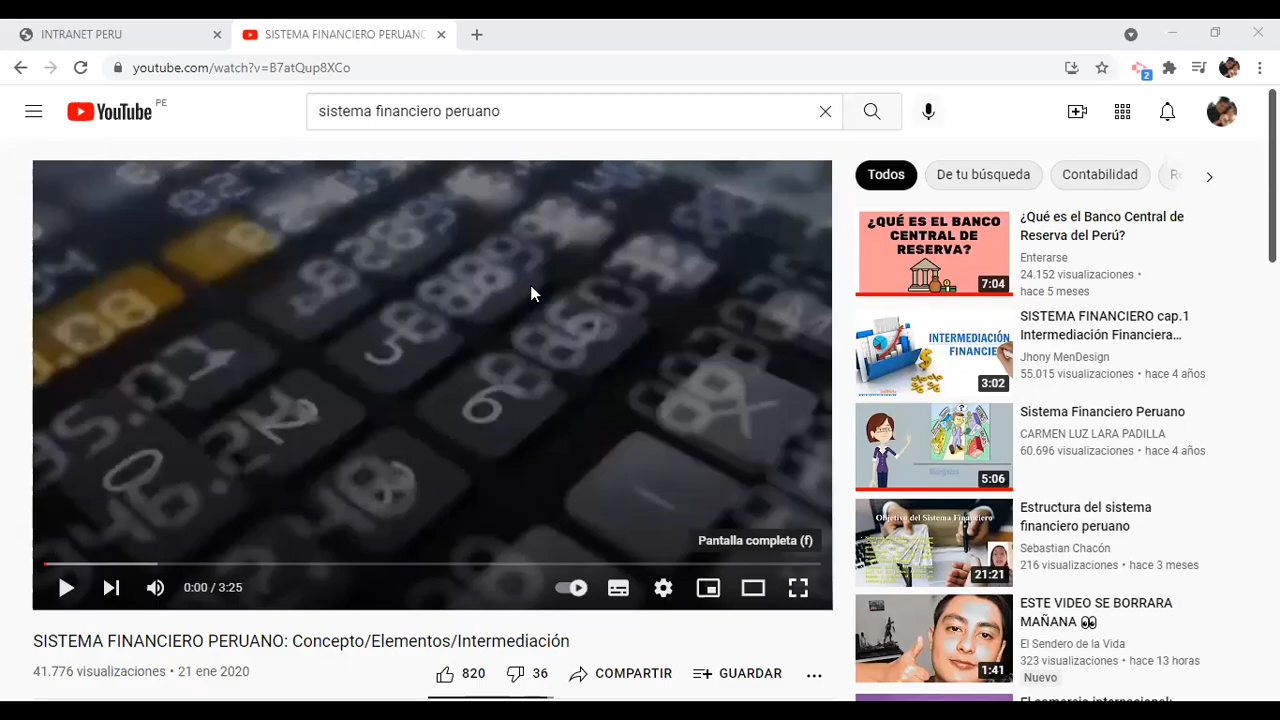 INTRANET PERU
SISTEMA FINANCIERO PERUANO
youtube.com/watch?v=B7atQup8XCo
2
YouTube PE
sistema financiero peruano
Todos
De tu búsqueda
Contabilidad
¿QUÉ ES EL BANCO
CENTRAL DE
RESERVA?
7:04
¿Qué es el Banco Central de
Reserva del Perú?
Enterarse
24.152 visualizaciones •
hace 5 meses
INTERMEDIACIÓN
FINANCIE
3:02
SISTEMA FINANCIERO cap.1
Intermediación Financiera...
Jhony MenDesign
55.015 visualizaciones • hace 4 años
5:06
Sistema Financiero Peruano
CARMEN LUZ LARA PADILLA
60.696 visualizaciones • hace 4 años
Objetivo del Sistema Financiero
21:21
Estructura del sistema
financiero peruano
Sebastian Chacón
216 visualizaciones • hace 3 meses
1:41
ESTE VIDEO SE BORRARA
MAÑANA 👀
El Sendero de la Vida
323 visualizaciones • hace 13 horas
Nuevo
3
6
0
Pantalla completa (f)
0:00 / 3:25
SISTEMA FINANCIERO PERUANO: Concepto/Elementos/Intermediación
41.776 visualizaciones • 21 ene 2020
820
36
COMPARTIR
GUARDAR